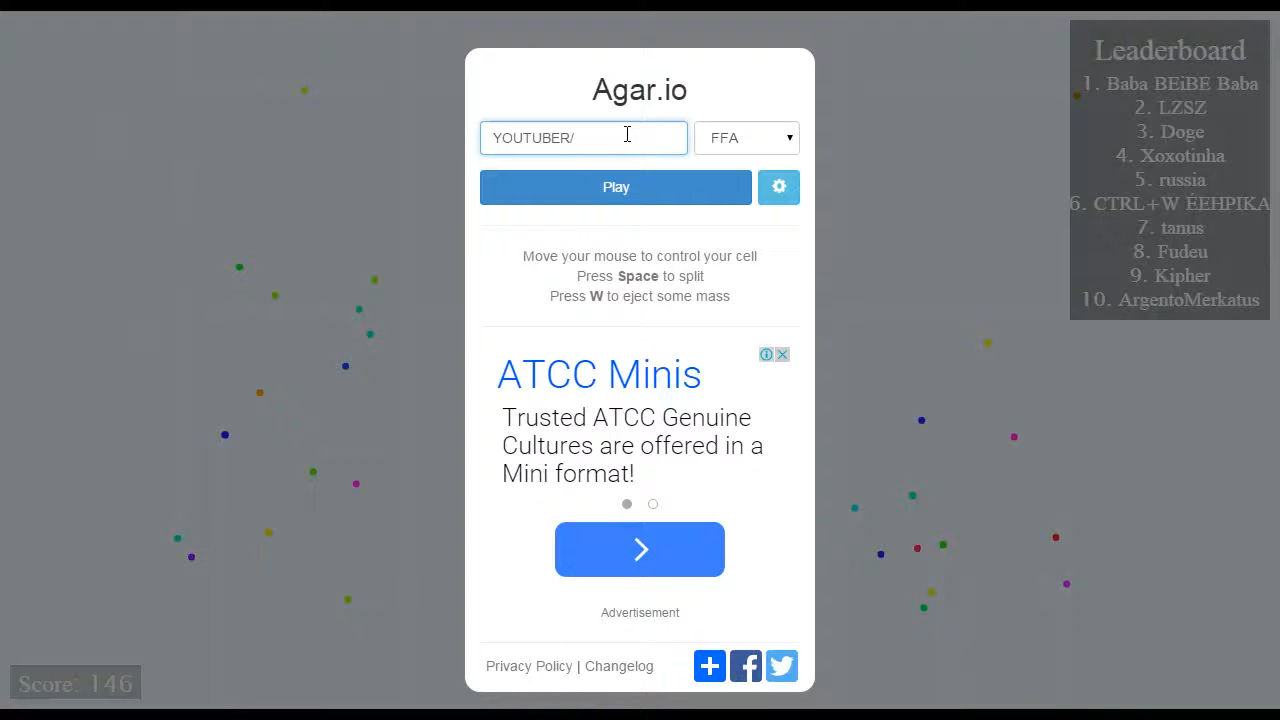 Agar.io
YOUTUBER/
FFA
Play
Move your mouse to control your cell
Press Space to split
Press W to eject some mass
ATCC Minis
Trusted ATCC Genuine
Cultures are offered in a
Mini format!
Advertisement
Privacy Policy | Changelog
Leaderboard
1. Baba BEiBE Baba
2. LZSZ
3. Doge
4. Xoxotinha
5. russia
6. CTRL+W ÉEHPIKA
7. tanus
8. Fudeu
9. Kipher
10. ArgentoMerkatus
Score: 146